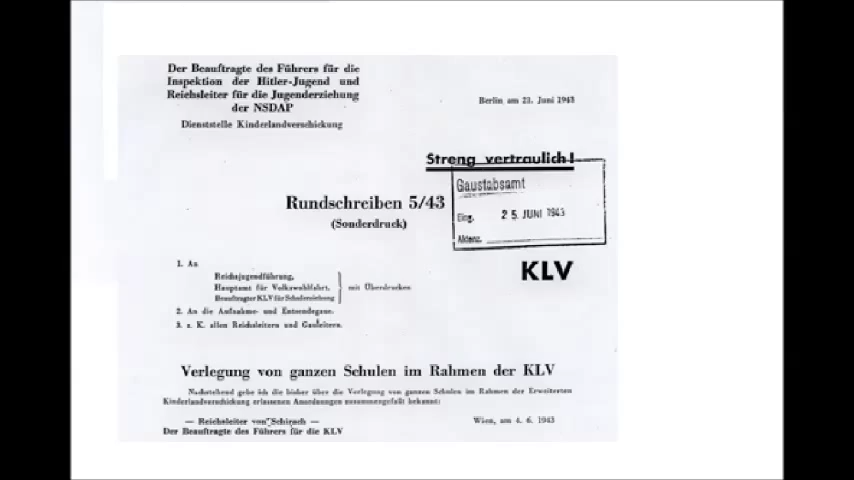 Der Beauftragte des Führers für die
Inspektion der Hitler-Jugend und
Reichsleiter für die Jugenderziehung
der NSDAP
Dienststelle Kinderlandverschickung
Berlin am 21. Juni 1943
Streng vertraulich!
Gaustabsamt
Eing. 25. JUNI 1943
Aktenz.
Rundschreiben 5/43
(Sonderdruck)
KLV
1. An
Reichsjugendführung,
Hauptamt für Volkswohlfahrt, mit Überdrucken
Beauftragter KLV für Schulerziehung
2. An die Aufnahme- und Entsendegaue.
3. z. K. allen Reichsleitern und Gauleitern.
Verlegung von ganzen Schulen im Rahmen der KLV
Nachstehend gebe ich die bisher über die Verlegung von ganzen Schulen im Rahmen der Erweiterten
Kinderlandverschickung erlassenen Anordnungen zusammengefaßt bekannt:
— Reichsleiter von Schirach —
Der Beauftragte des Führers für die KLV
Wien, am 4. 6. 1943